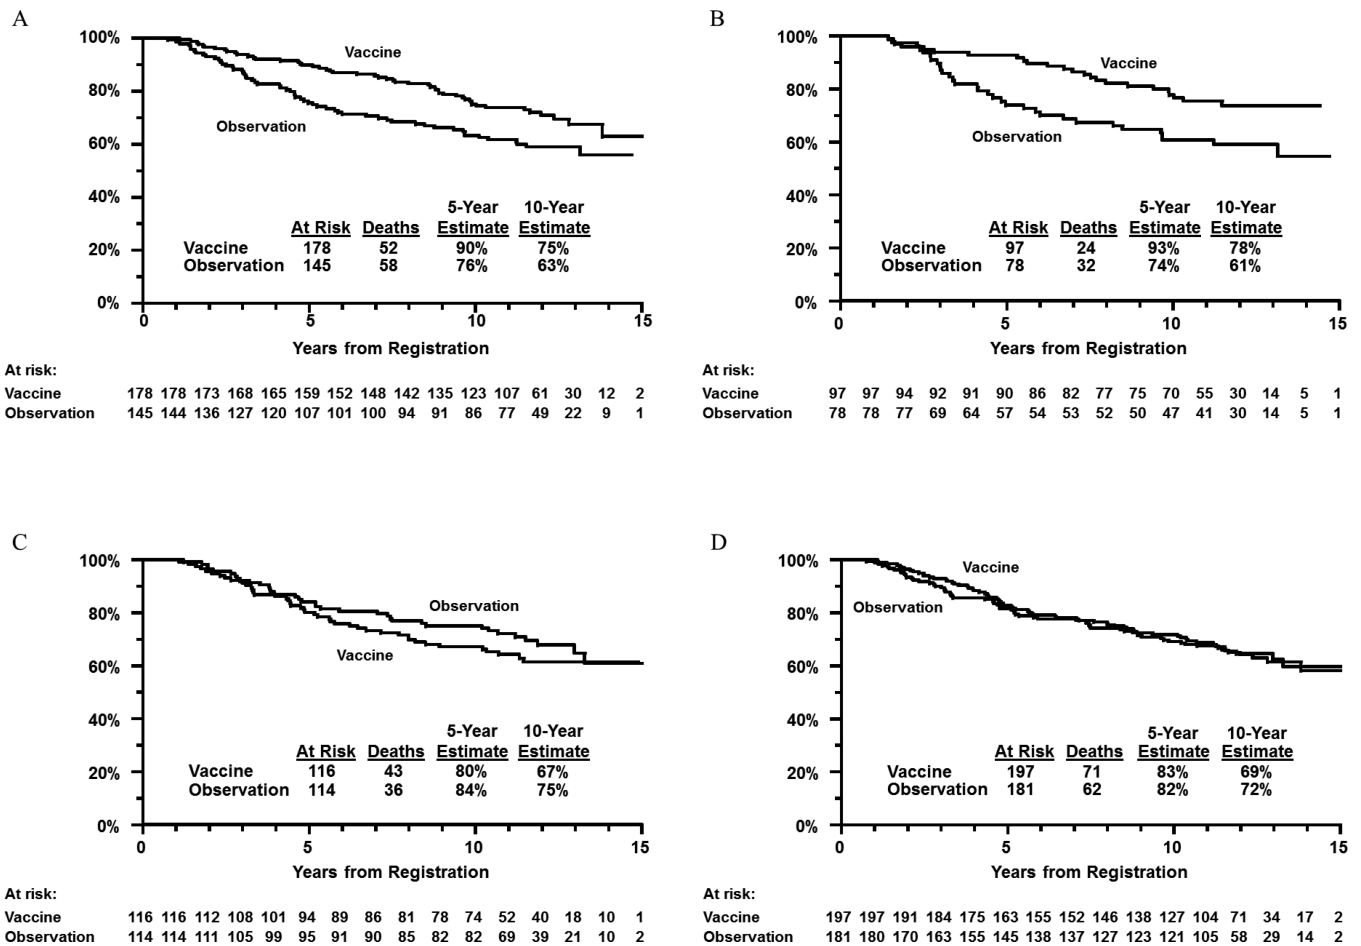 A
100%
80%
60%
40%
20%
0%
Vaccine
Observation
5-Year 10-Year
At Risk Deaths Estimate Estimate
Vaccine 178 52 90% 75%
Observation 145 58 76% 63%
0 5 10 15
Years from Registration
At risk:
Vaccine 178 178 173 168 165 159 152 148 142 135 123 107 61 30 12 2
Observation 145 144 136 127 120 107 101 100 94 91 86 77 49 22 9 1
B
100%
80%
60%
40%
20%
0%
Vaccine
Observation
5-Year 10-Year
At Risk Deaths Estimate Estimate
Vaccine 97 24 93% 78%
Observation 78 32 74% 61%
0 5 10 15
Years from Registration
At risk:
Vaccine 97 97 94 92 91 90 86 82 77 75 70 55 30 14 5 1
Observation 78 78 77 69 64 57 54 53 52 50 47 41 30 14 5 1
C
100%
80%
60%
40%
20%
0%
Observation
Vaccine
5-Year 10-Year
At Risk Deaths Estimate Estimate
Vaccine 116 43 80% 67%
Observation 114 36 84% 75%
0 5 10 15
Years from Registration
At risk:
Vaccine 116 116 112 108 101 94 89 86 81 78 74 52 40 18 10 1
Observation 114 114 111 105 99 95 91 90 85 82 82 69 39 21 10 2
D
100%
80%
60%
40%
20%
0%
Vaccine
Observation
5-Year 10-Year
At Risk Deaths Estimate Estimate
Vaccine 197 71 83% 69%
Observation 181 62 82% 72%
0 5 10 15
Years from Registration
At risk:
Vaccine 197 197 191 184 175 163 155 152 146 138 127 104 71 34 17 2
Observation 181 180 170 163 155 145 138 137 127 123 121 105 58 29 14 2